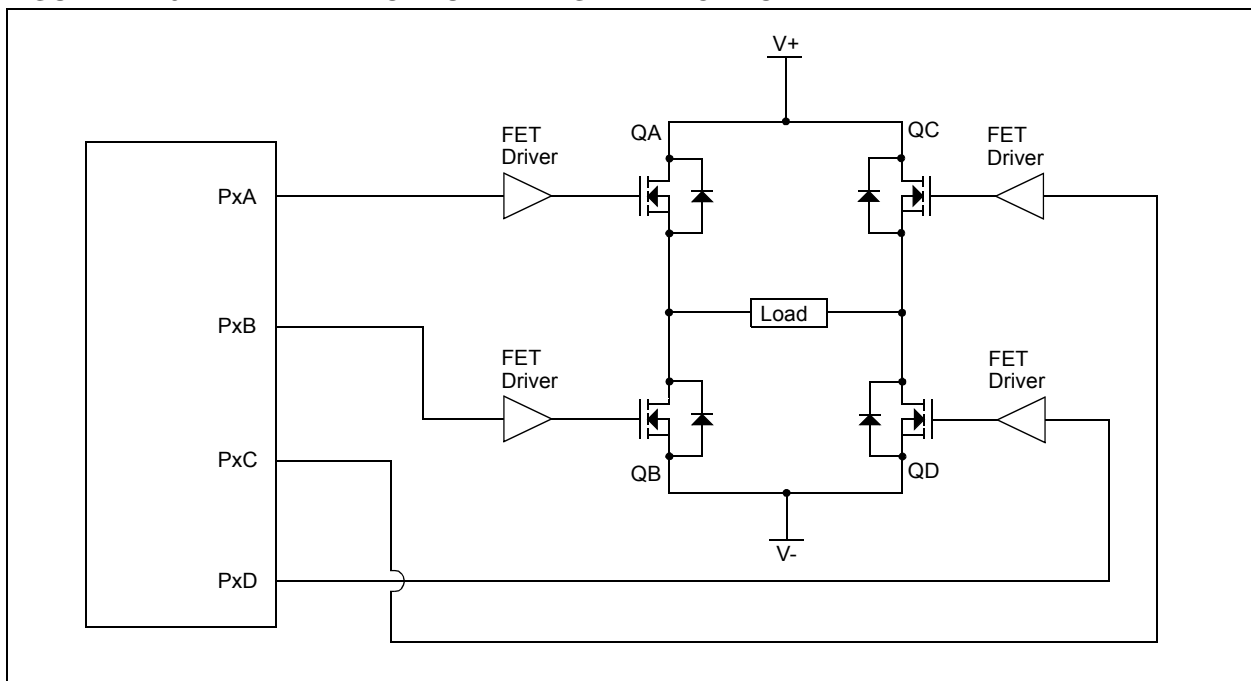 V+
FET
Driver
QA
QC
FET
Driver
PxA
PxB
Load
FET
Driver
FET
Driver
PxC
QB
QD
V-
PxD